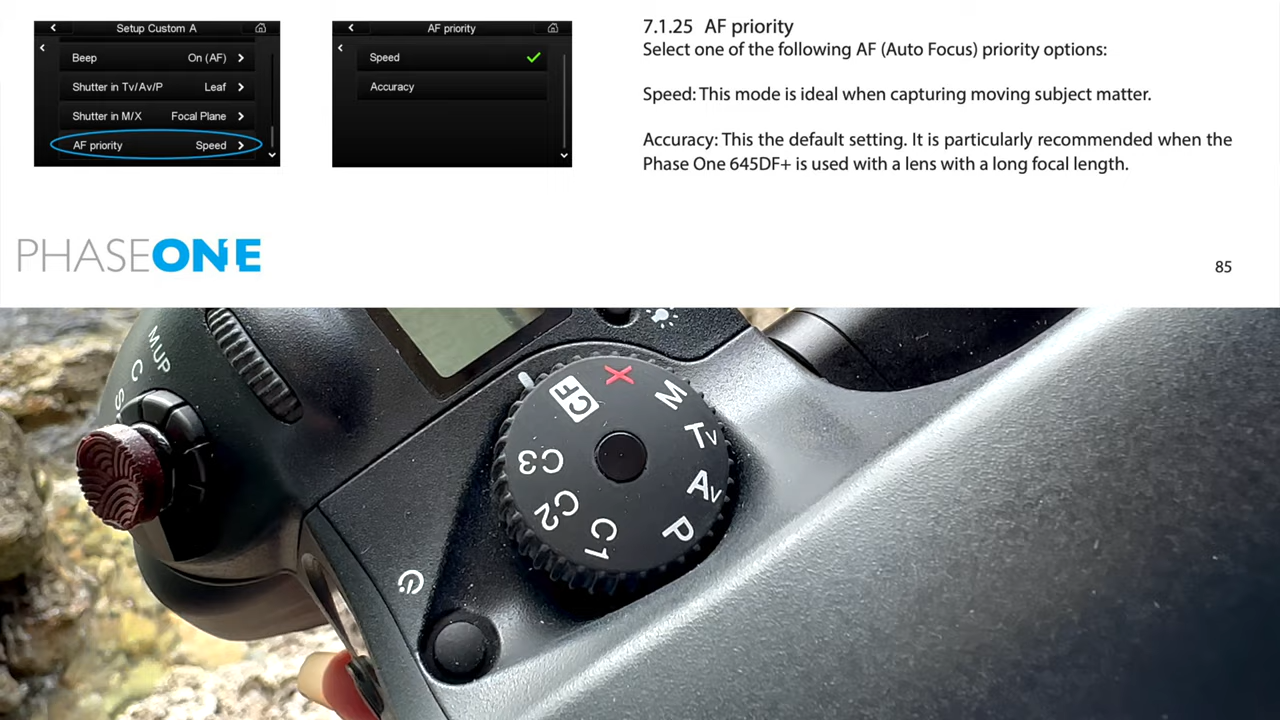 Setup Custom A
Beep On (AF)
Shutter in Tv/Av/P Leaf
Shutter in M/X Focal Plane
AF priority Speed
AF priority
Speed
Accuracy
7.1.25 AF priority
Select one of the following AF (Auto Focus) priority options:
Speed: This mode is ideal when capturing moving subject matter.
Accuracy: This the default setting. It is particularly recommended when the
Phase One 645DF+ is used with a lens with a long focal length.
PHASEONE
85
MUP
C
S
CF
X
M
Tv
Av
P
C1
C2
C3